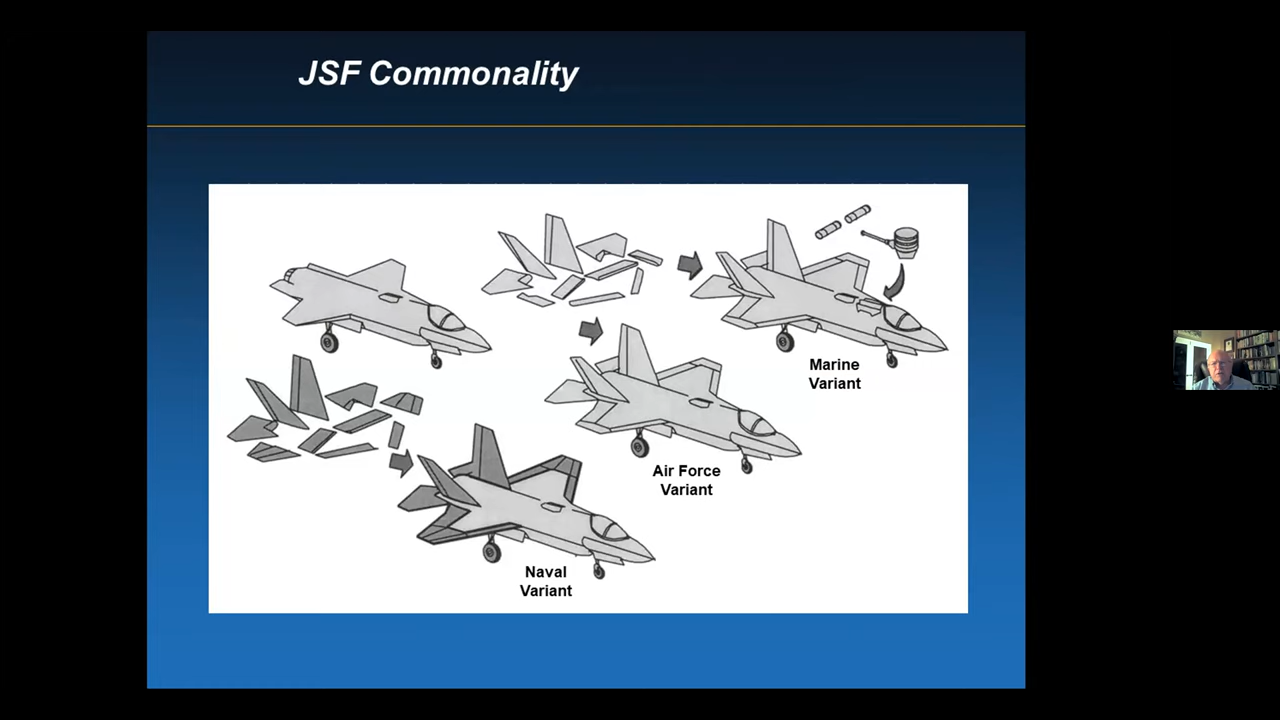 JSF Commonality
Marine
Variant
Air Force
Variant
Naval
Variant